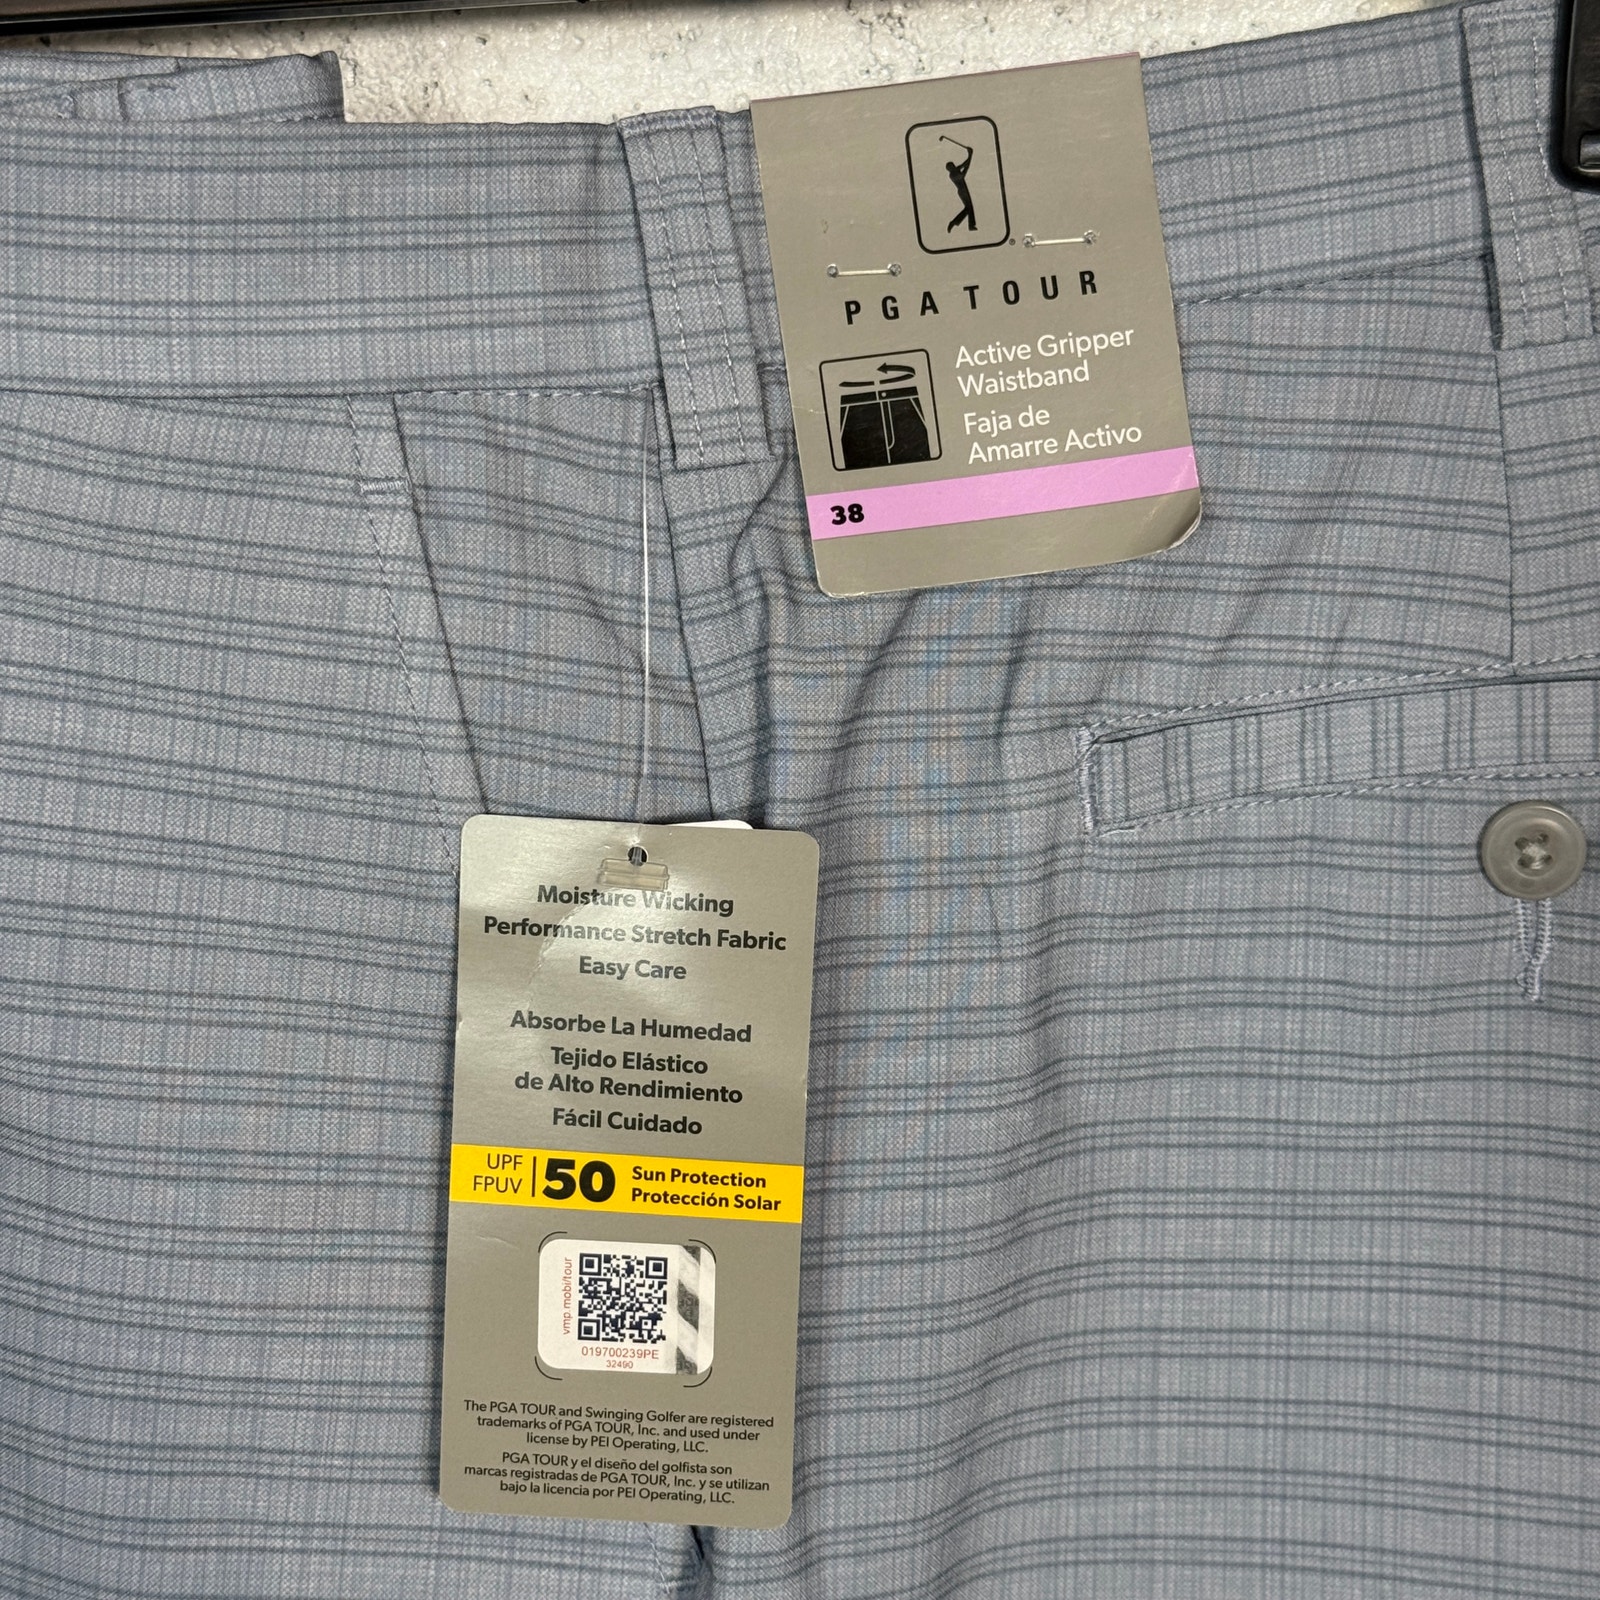 PGA TOUR
Active Gripper
Waistband
Faja de
Amarre Activo
38
Moisture Wicking
Performance Stretch Fabric
Easy Care
Absorbe La Humedad
Tejido Elástico
de Alto Rendimiento
Fácil Cuidado
UPF
FPUV
50
Sun Protection
Protección Solar
vmp.mobi/tour
019700239PE
32490
The PGA TOUR and Swinging Golfer are registered
trademarks of PGA TOUR, Inc. and used under
license by PEI Operating, LLC.
PGA TOUR y el diseño del golfista son
marcas registradas de PGA TOUR, Inc. y se utilizan
bajo la licencia por PEI Operating, LLC.